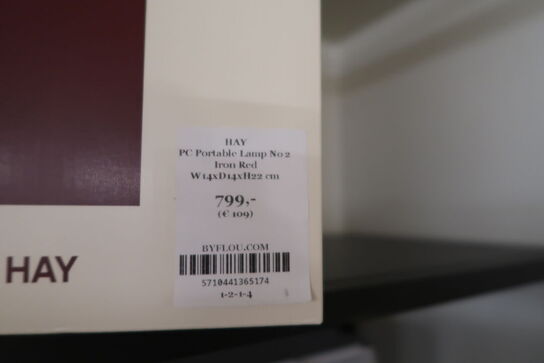 HAY
PC Portable Lamp No 2
Iron Red
W14xD14xH22 cm
799,-
(€ 109)
BYFLOU.COM
5710441365174
1-2-1-4
HAY